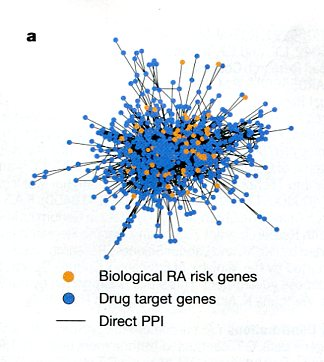 a
Biological RA risk genes
Drug target genes
Direct PPI